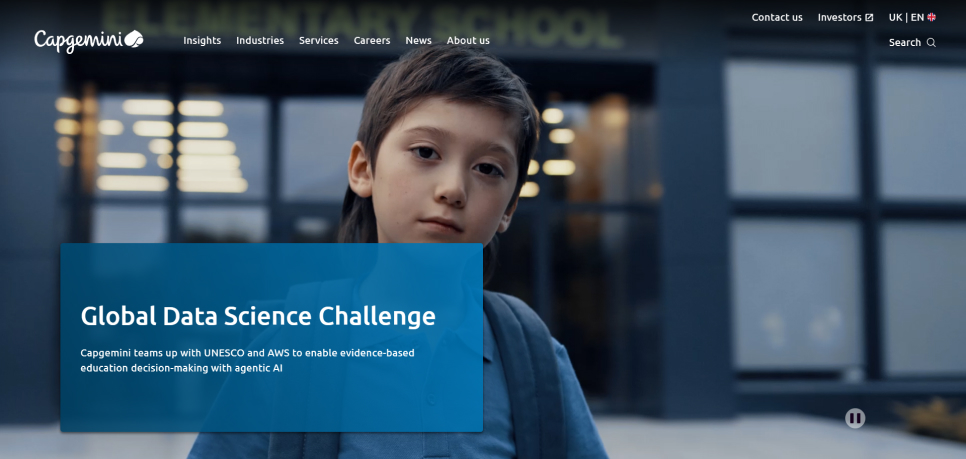 ELEMENTARY SCHOOL
Contact us Investors UK | EN
Capgemini Insights Industries Services Careers News About us Search
Global Data Science Challenge
Capgemini teams up with UNESCO and AWS to enable evidence-based
education decision-making with agentic AI